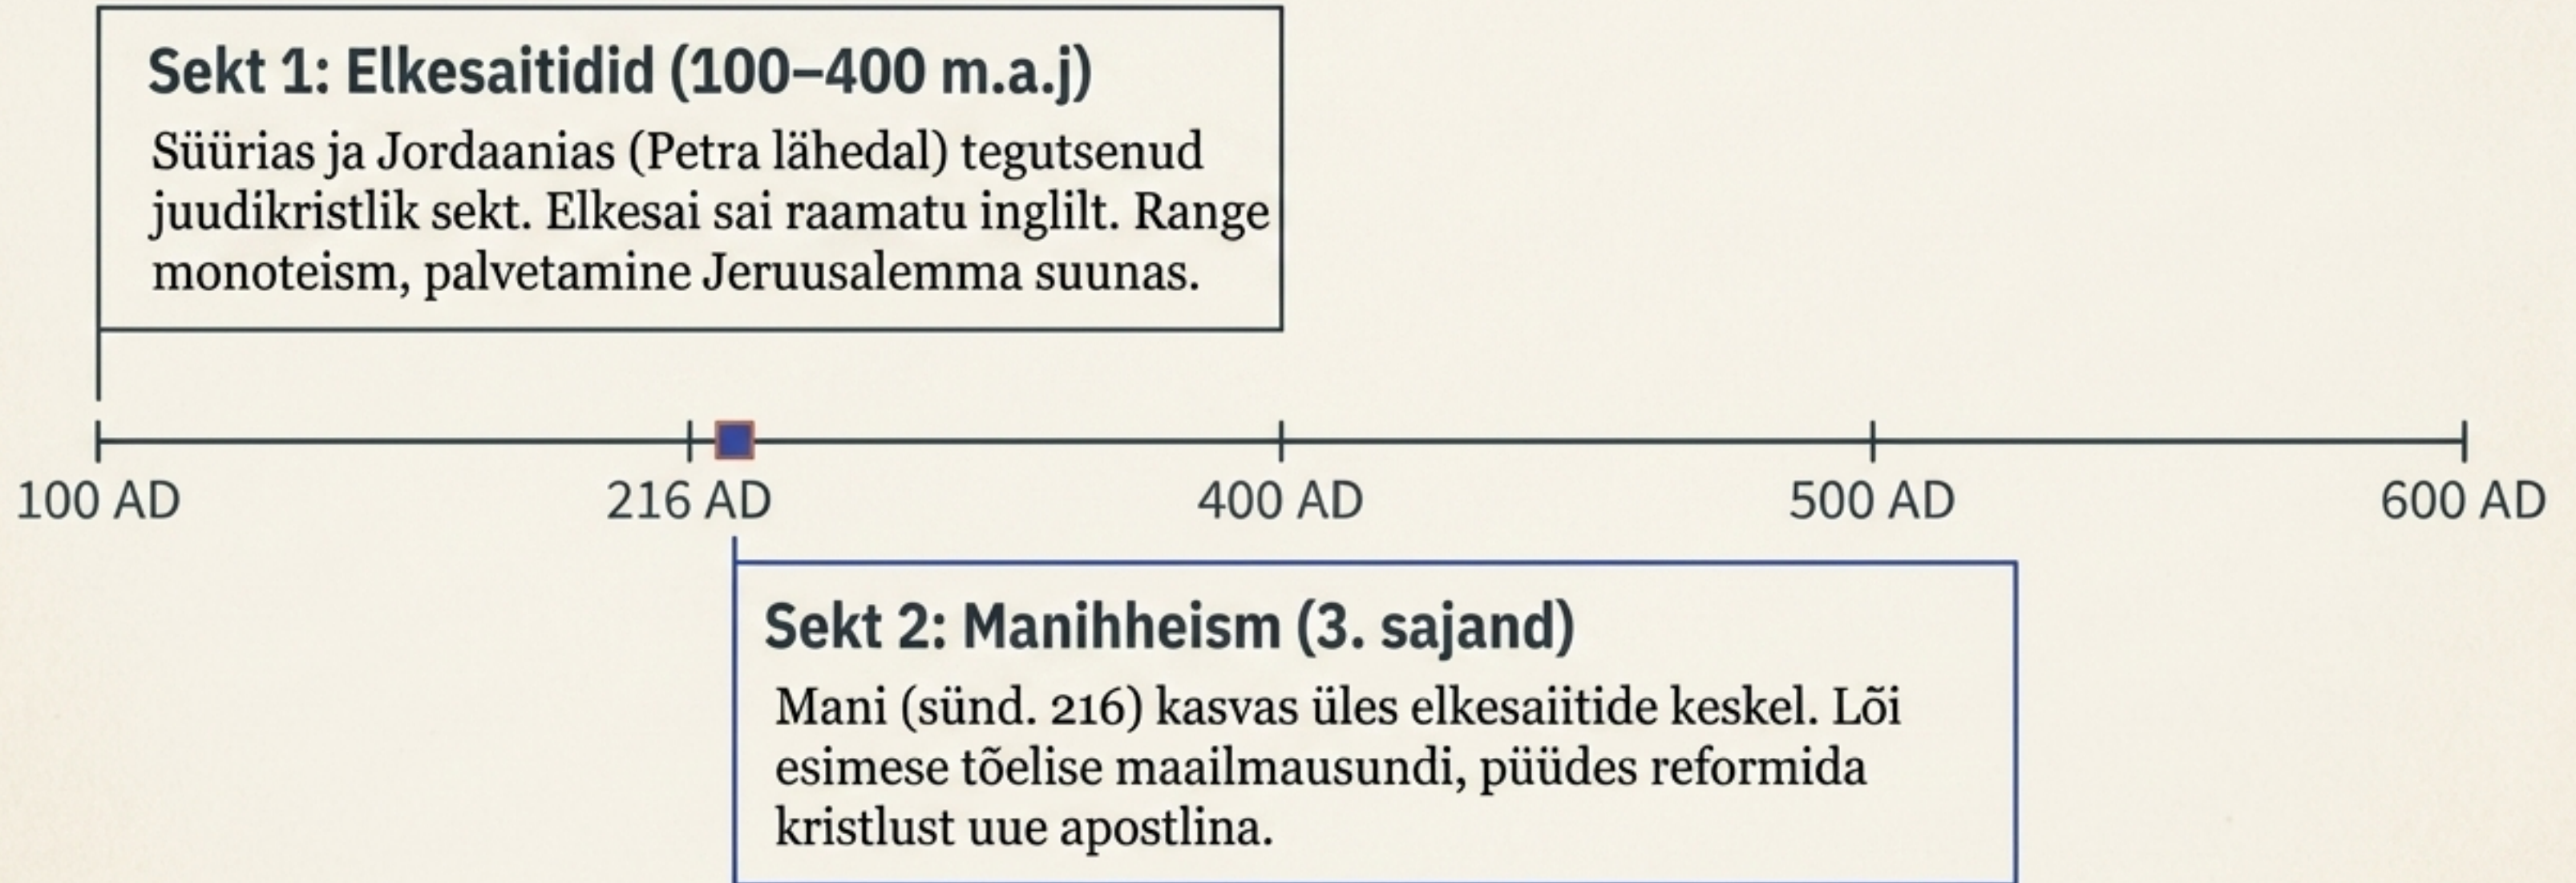 Sekt 1: Elkesaitidid (100–400 m.a.j)
Süürias ja Jordaanias (Petra lähedal) tegutsenud
juudikristlik sekt. Elkesai sai raamatu inglilt. Range
monoteism, palvetamine Jeruusalemma suunas.
100 AD
216 AD
400 AD
500 AD
600 AD
Sekt 2: Manihheism (3. sajand)
Mani (sünd. 216) kasvas üles elkesaiitide keskel. Lõi
esimese tõelise maailmausundi, püüdes reformida
kristlust uue apostlina.